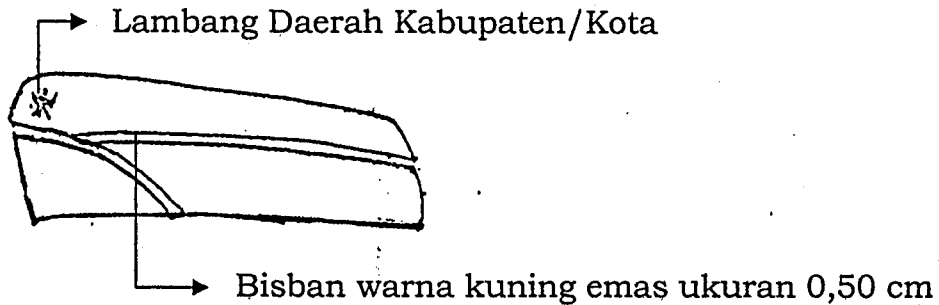 Lambang Daerah Kabupaten/Kota
Bisban warna kuning emas ukuran 0,50 cm